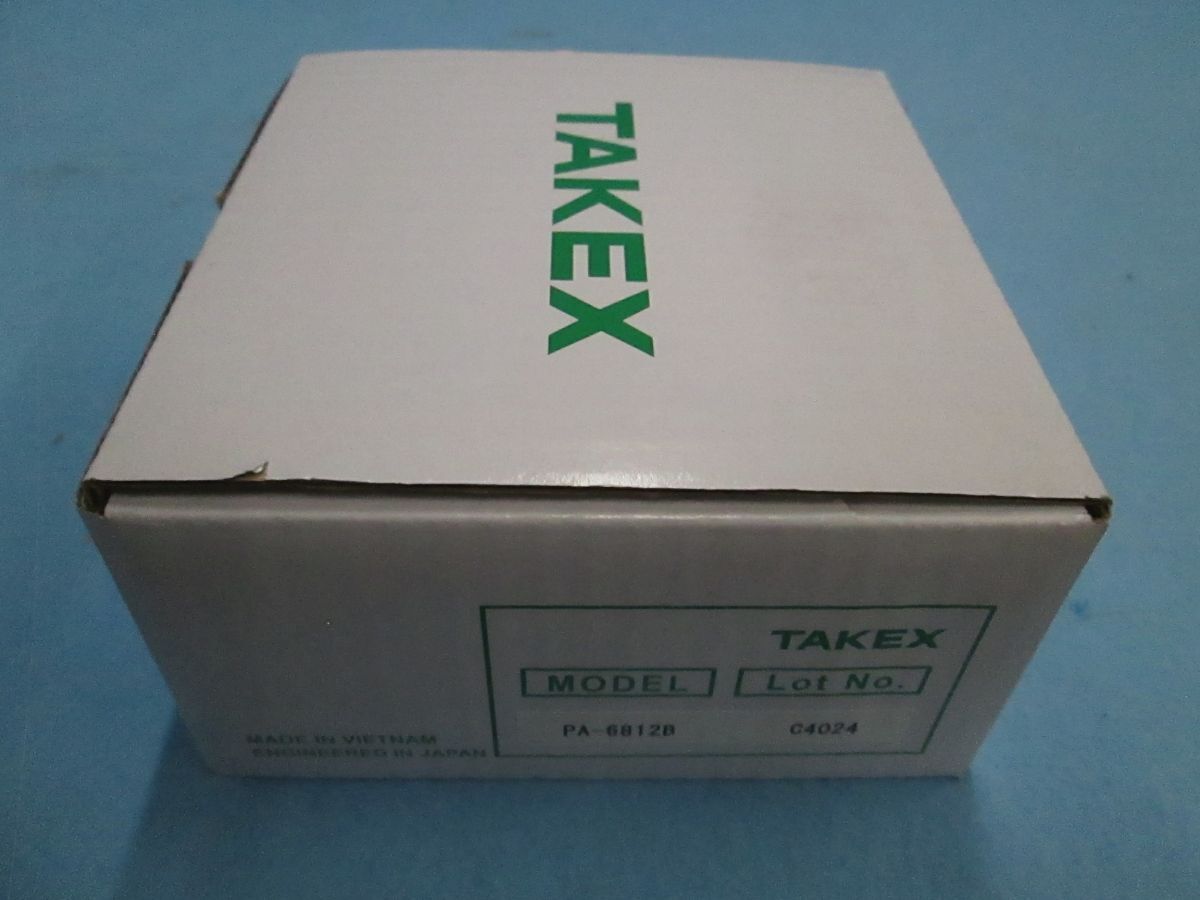 TAKEX
TAKEX
MODEL Lot No.
PA-6812B C4024
MADE IN VIETNAM
ENGINEERED IN JAPAN